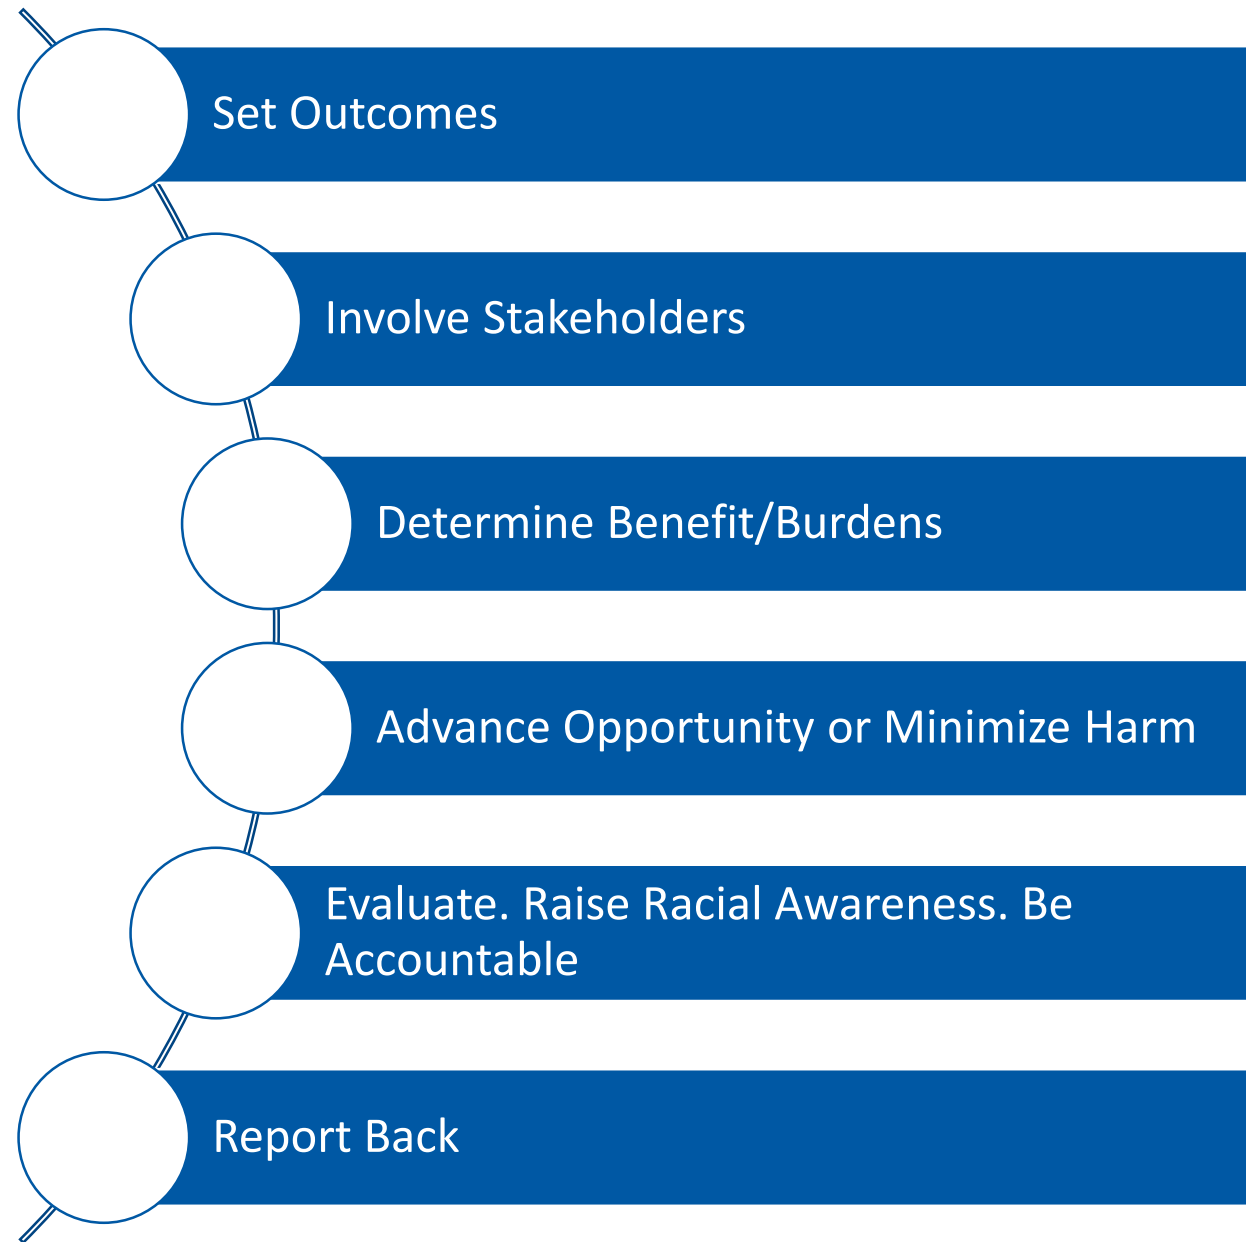 Set Outcomes
Involve Stakeholders
Determine Benefit/Burdens
Advance Opportunity or Minimize Harm
Evaluate. Raise Racial Awareness. Be
Accountable
Report Back